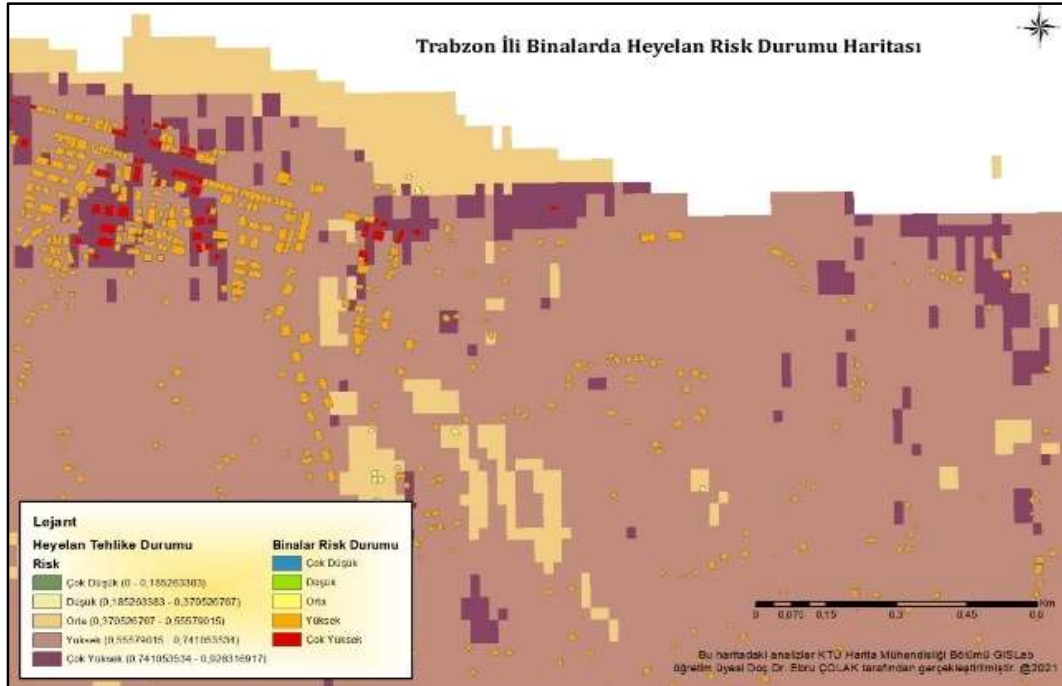 Trabzon İli Binalarda Heyelan Risk Durumu Haritası
Lejant
Heyelan Tehlike Durumu
Risk
Çok Düşük (0 - 0,185263383)
Düşük (0,185263383 - 0,370526767)
Orta (0,370526767 - 0,55579015)
Yüksek (0,55579015 - 0,741053534)
Çok Yüksek (0,741053534 - 0,926316917)
Binalar Risk Durumu
Çok Düşük
Düşük
Orta
Yüksek
Çok Yüksek
Km
0 0,075 0,15 0,3 0,45 0,6
Bu haritadaki analizler KTÜ Harita Mühendisliği Bölümü GISLab
öğretim üyesi Doç Dr. Ebru ÇOLAK tarafından gerçekleştirilmiştir. @2021